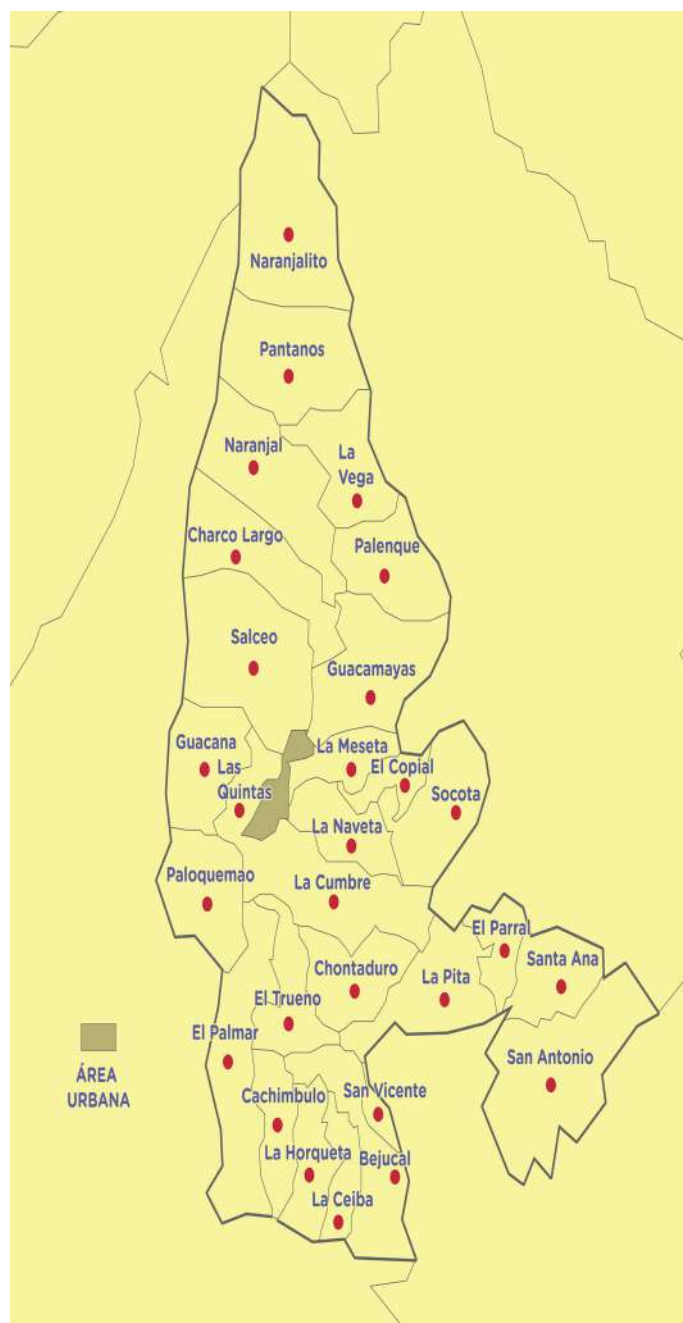 Naranjalito
Pantanos
Naranjal
La
Vega
Charco Largo
Palenque
Salceo
Guacamayas
Guacana
La Meseta
Las
Quintas
El Copial
Socota
La Naveta
Paloquemao
La Cumbre
El Parral
Santa Ana
Chontaduro
La Pita
El Trueno
El Palmar
San Antonio
ÁREA
URBANA
Cachimbulo
San Vicente
La Horqueta
Bejucal
La Ceiba